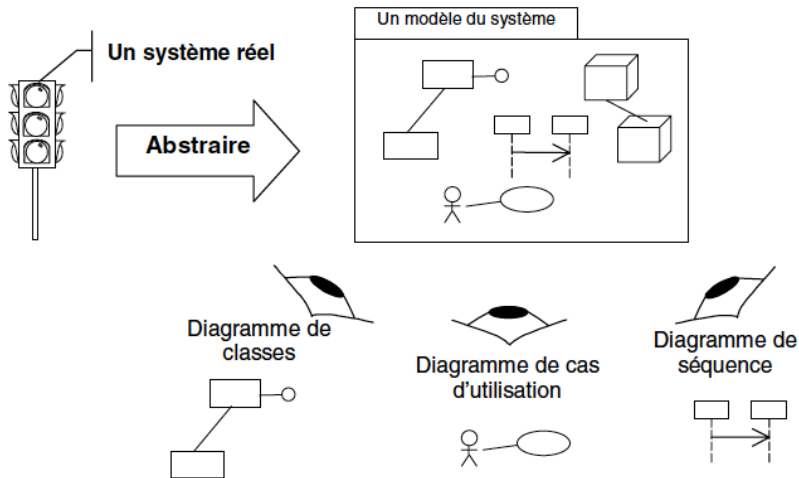 Un modèle du système
Un système réel
Abstraire
Diagramme de
classes
Diagramme de cas
d'utilisation
Diagramme de
séquence